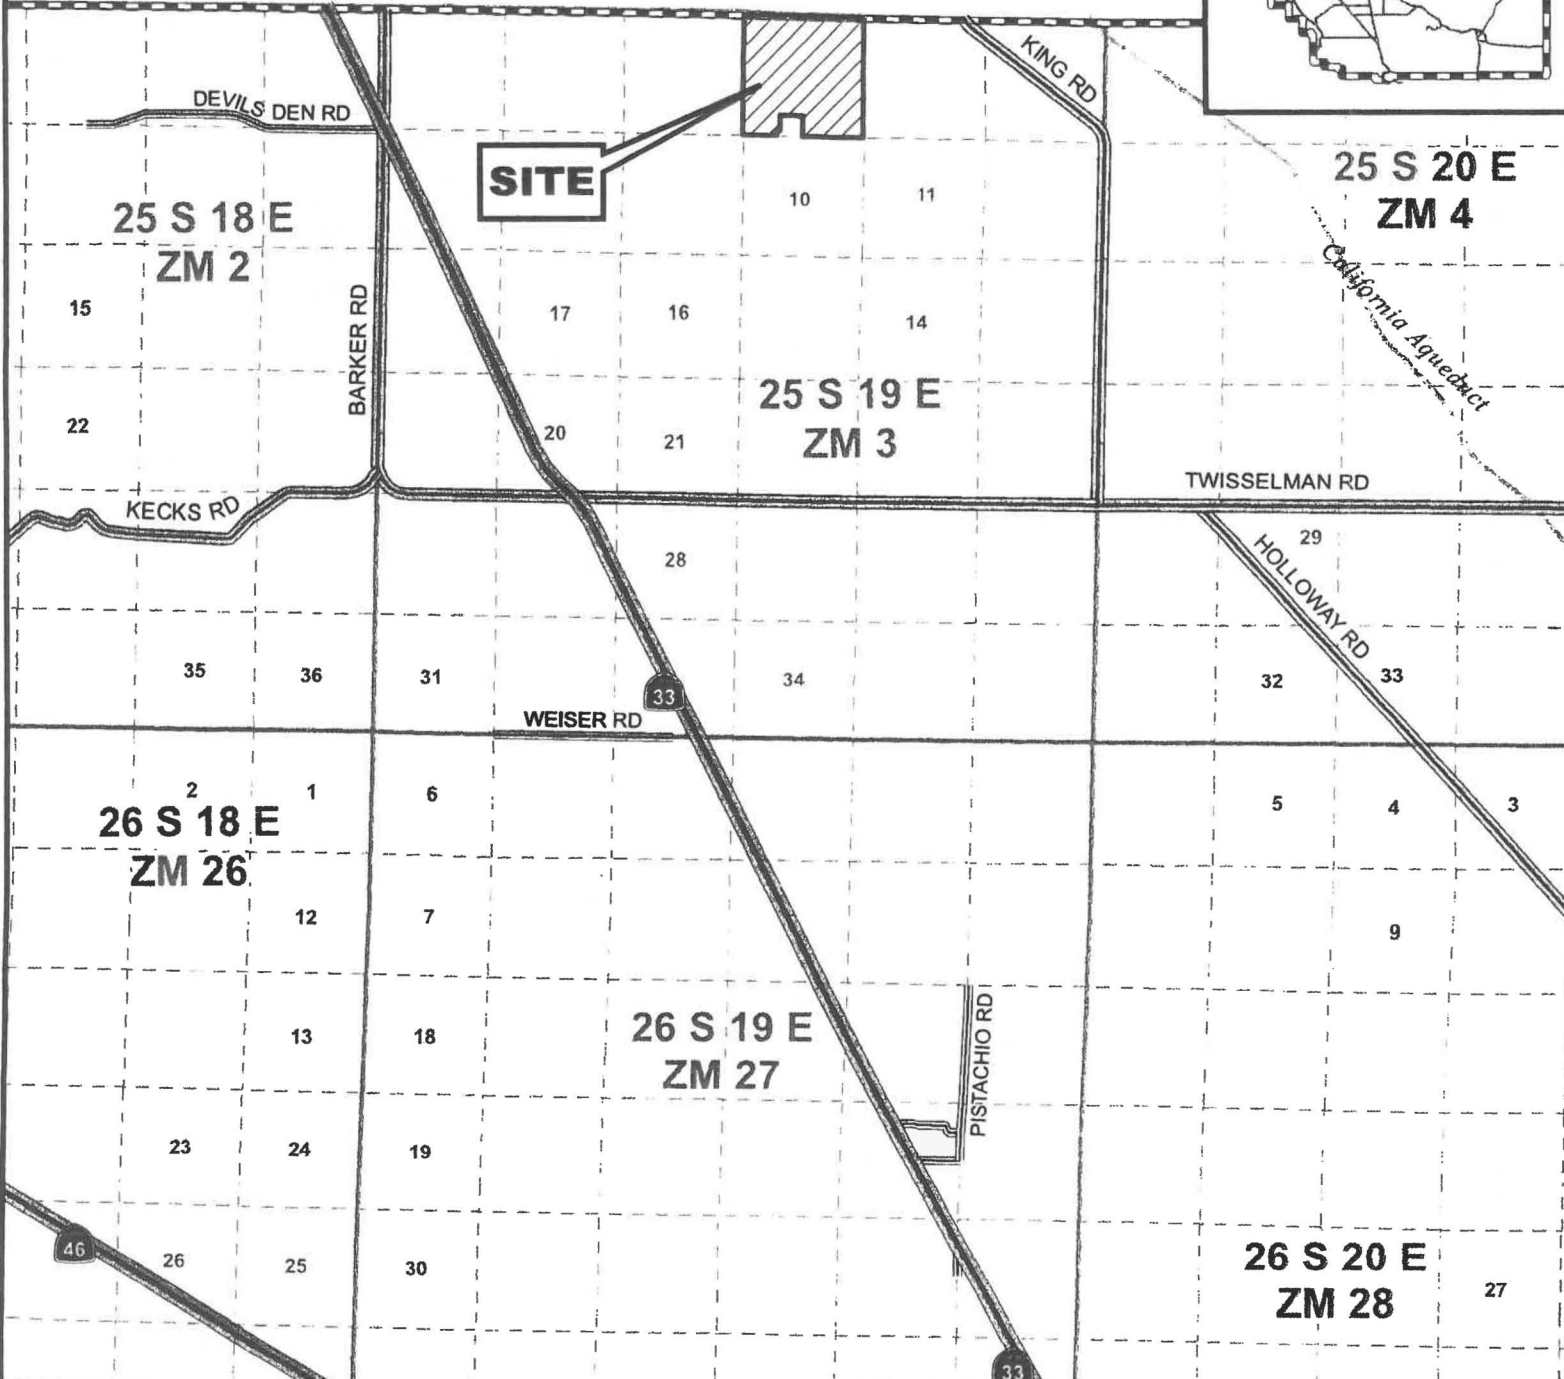 KING RD
DEVILS DEN RD
SITE
25 S 20 E
ZM 4
10
11
25 S 18 E
ZM 2
California Aqueduct
15
BARKER RD
17
16
14
25 S 19 E
ZM 3
22
20
21
TWISSELMAN RD
KECKS RD
29
HOLLOWAY RD
28
35
36
31
33
34
32
33
WEISER RD
2
1
6
5
4
3
26 S 18 E
ZM 26
12
7
9
26 S 19 E
ZM 27
PISTACHIO RD
13
18
23
24
19
46
26
25
30
26 S 20 E
ZM 28
27
33